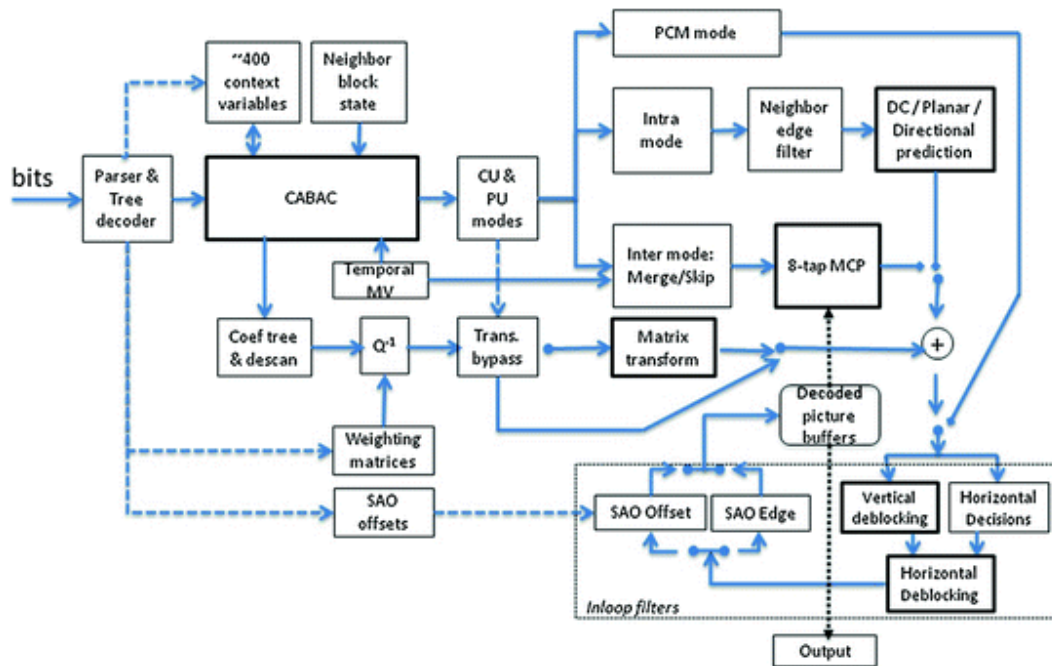 PCM mode
~400
context
variables
Neighbor
block
state
Intra
mode
Neighbor
edge
filter
DC / Planar /
Directional
prediction
bits
Parser &
Tree
decoder
CABAC
CU &
PU
modes
Temporal
MV
Inter mode:
Merge/Skip
8-tap MCP
Coef tree
& descan
Q-1
Trans.
bypass
Matrix
transform
+
Decoded
picture
buffers
Weighting
matrices
SAO
offsets
SAO Offset
SAO Edge
Vertical
deblocking
Horizontal
Decisions
Horizontal
Deblocking
Inloop filters
Output